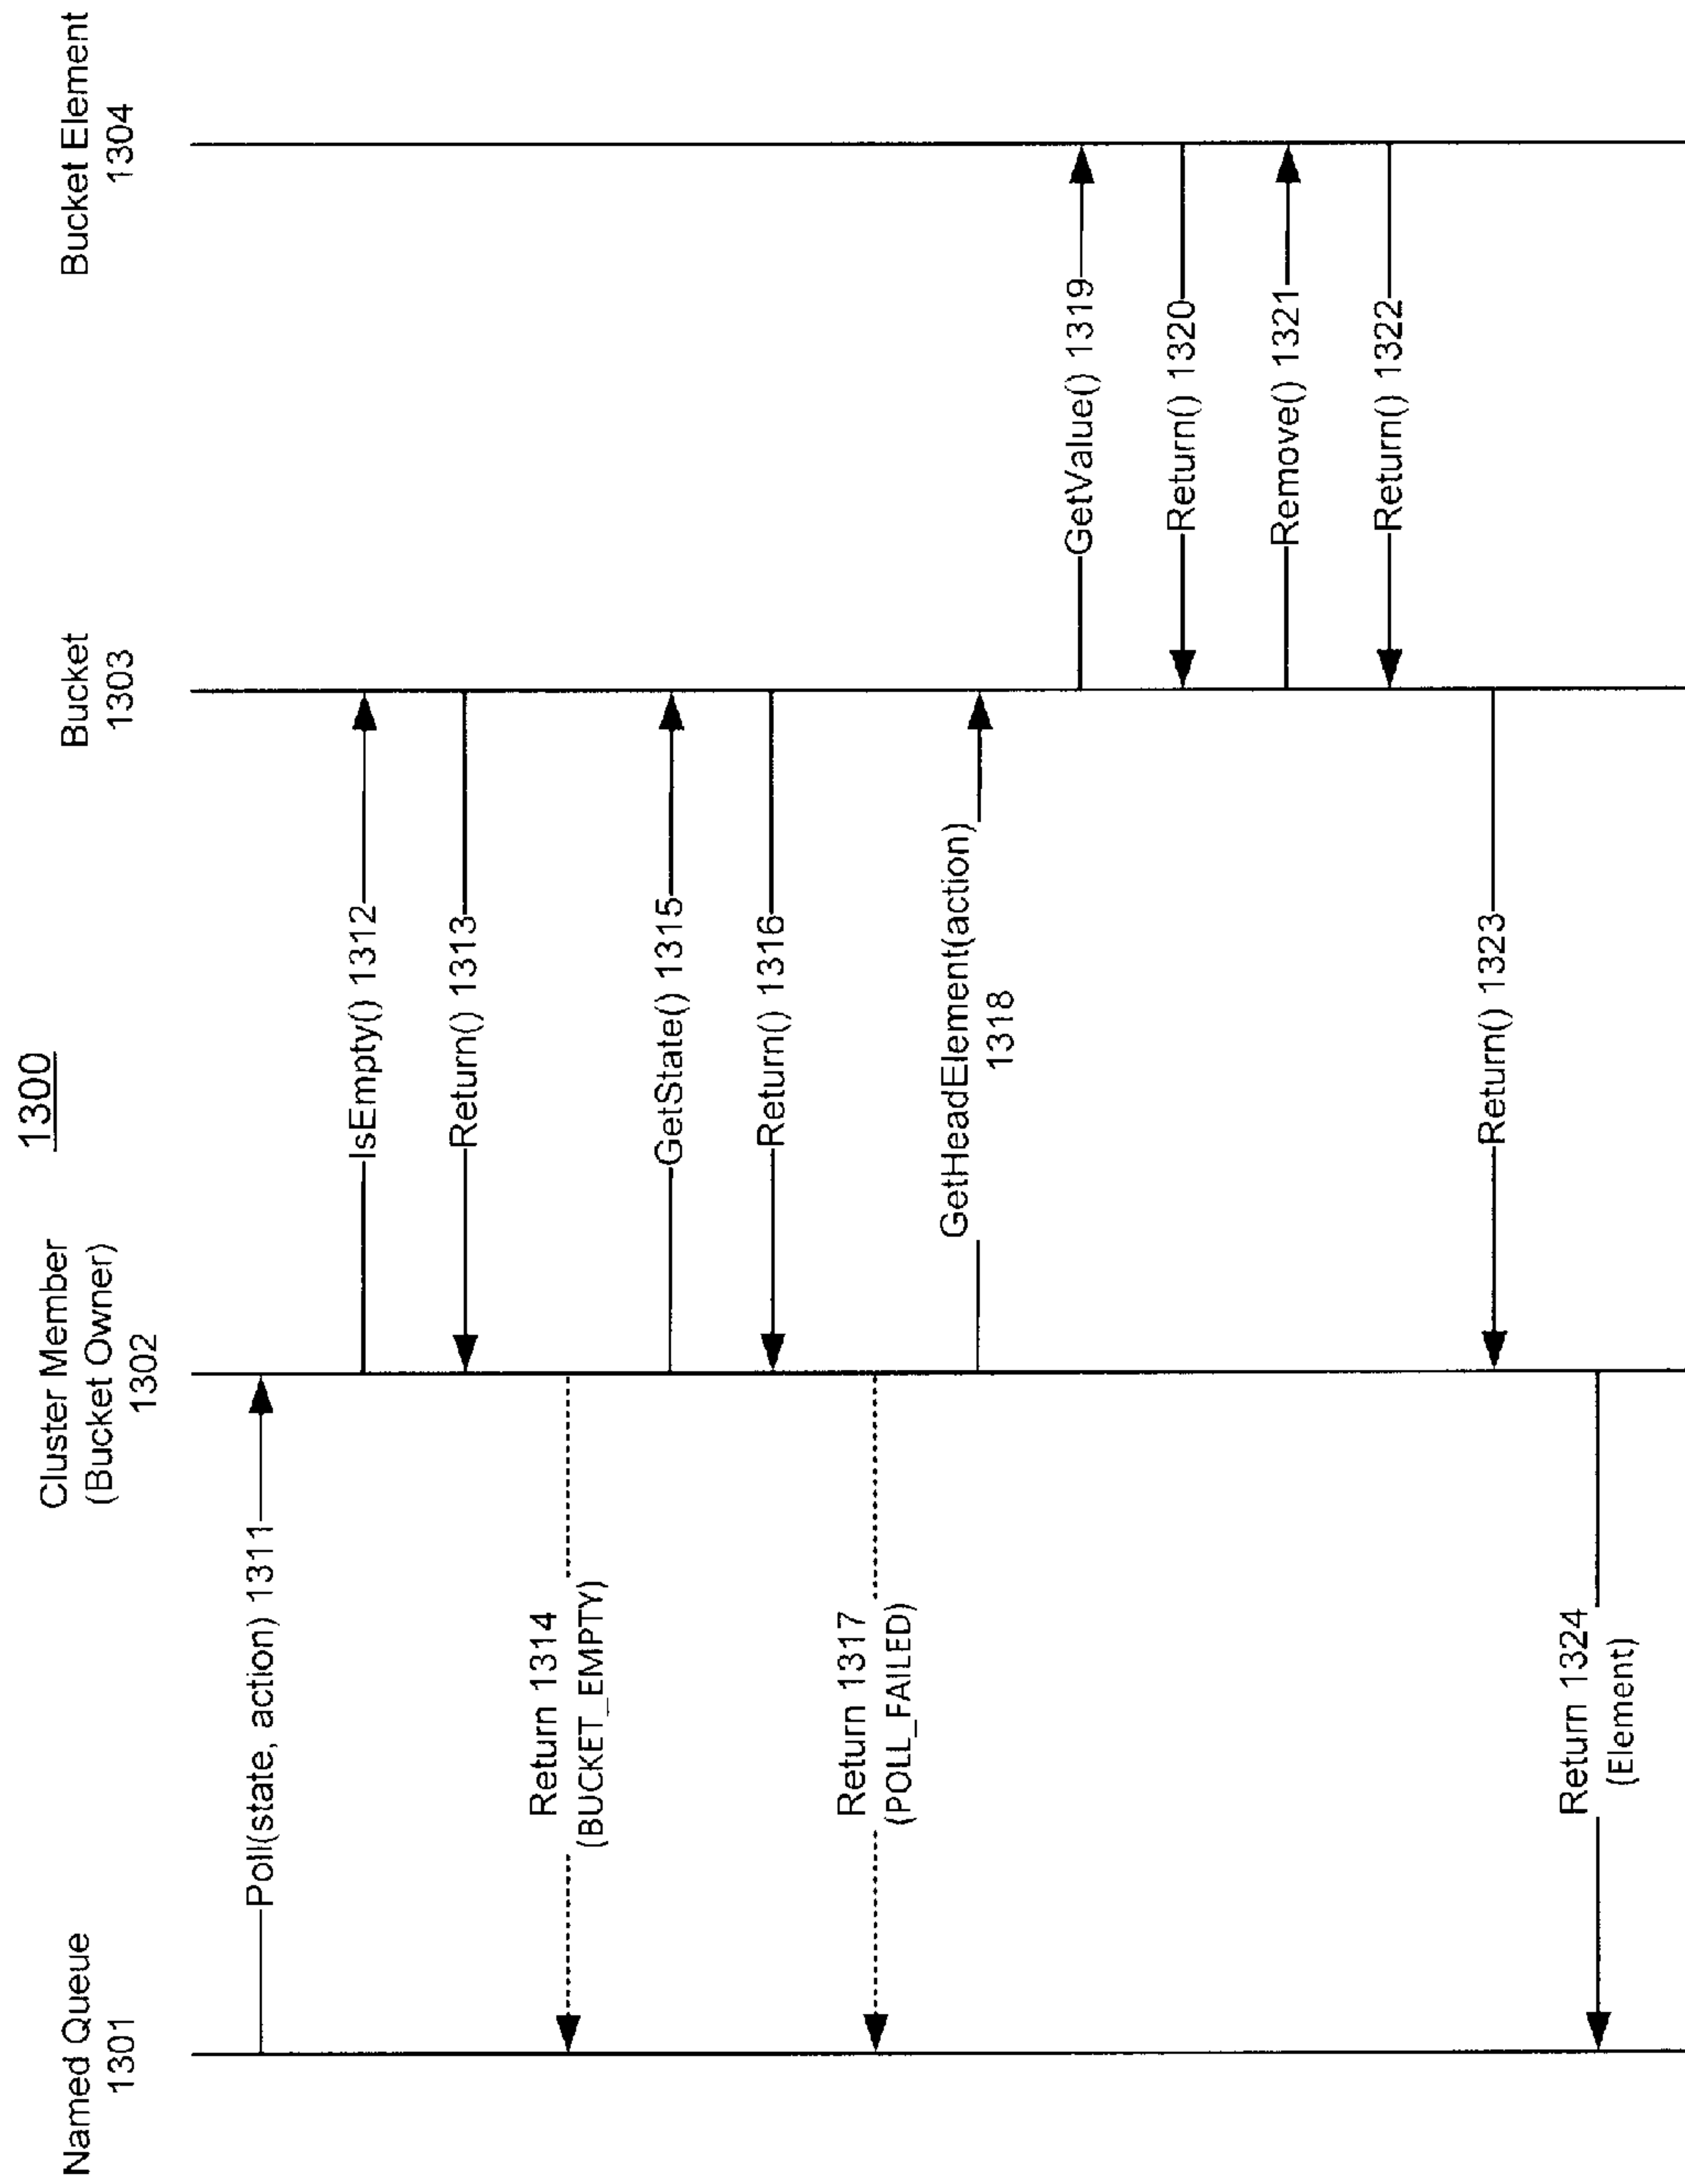 1300
Named Queue
1301
Cluster Member
(Bucket Owner)
1302
Bucket
1303
Bucket Element
1304
Poll(state, action) 1311
IsEmpty() 1312
Return() 1313
Return 1314
(BUCKET_EMPTY)
GetState() 1315
Return() 1316
Return 1317
(POLL_FAILED)
GetHeadElement(action)
1318
GetValue() 1319
Return() 1320
Remove() 1321
Return() 1322
Return() 1323
Return 1324
(Element)